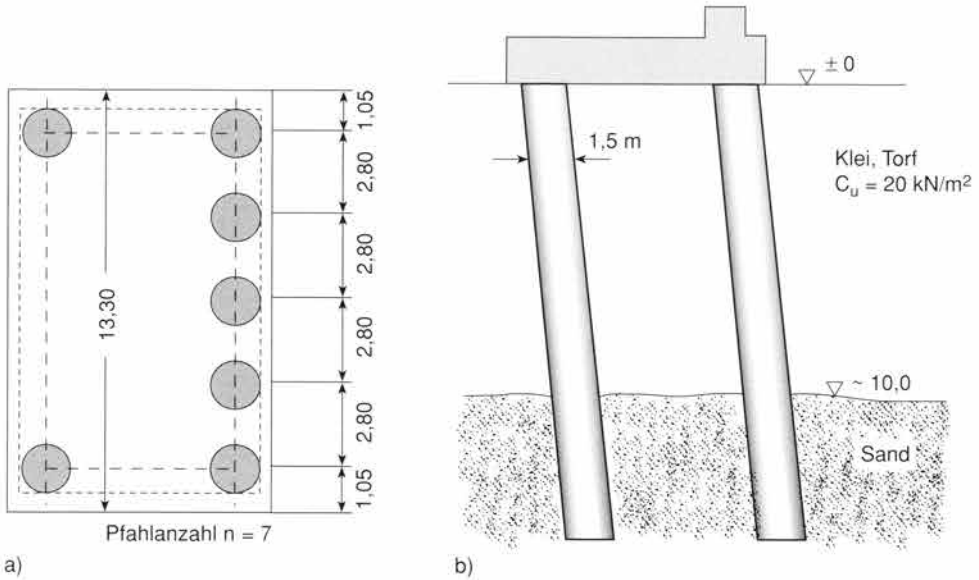 1,05
2,80
2,80
2,80
2,80
1,05
13,30
Pfahlanzahl n = 7
a)
± 0
1,5 m
Klei, Torf
Cᵤ = 20 kN/m²
~ 10,0
Sand
b)